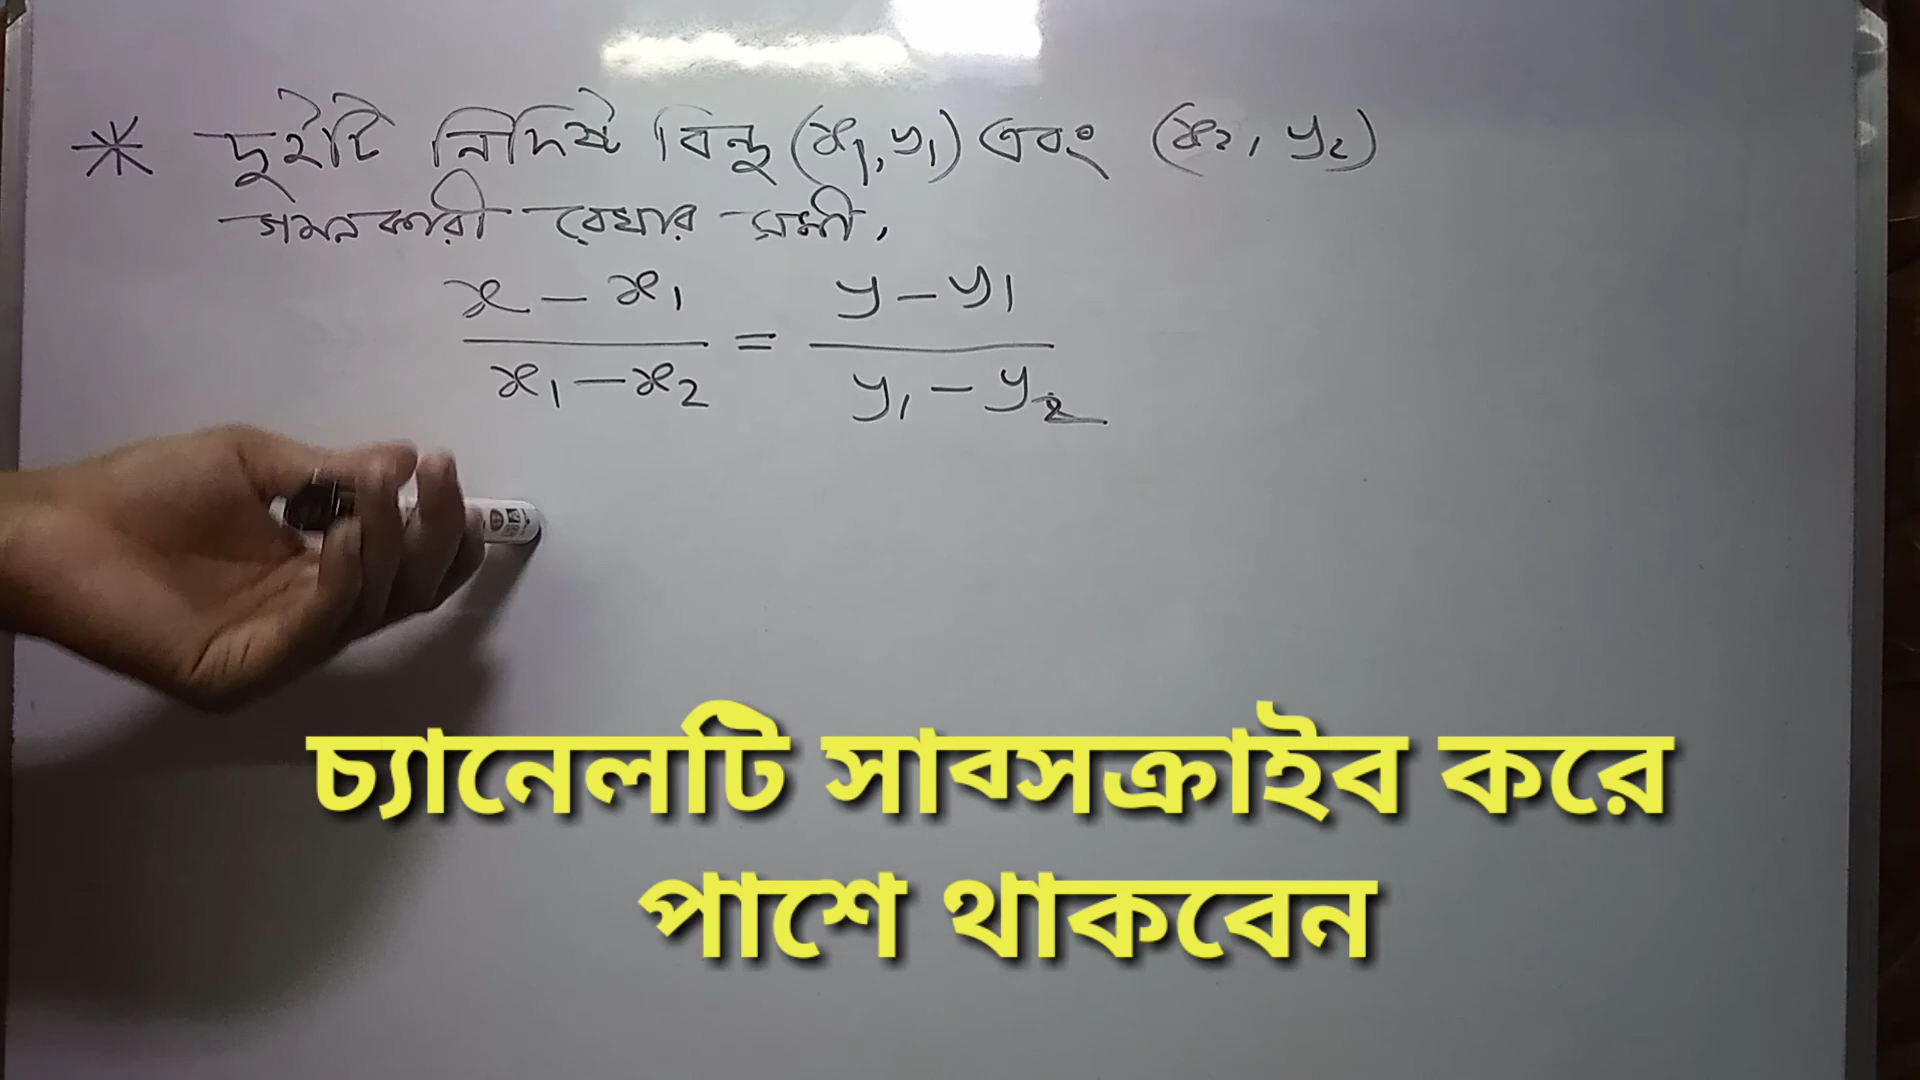 * দুইটি নির্দিষ্ট বিন্দু (x₁, y₁) এবং (x₂, y₂)
গমনকারী রেখার সমী,
x – x₁ / x₁ – x₂ = y – y₁ / y₁ – y₂
চ্যানেলটি সাবসক্রাইব করে
পাশে থাকবেন